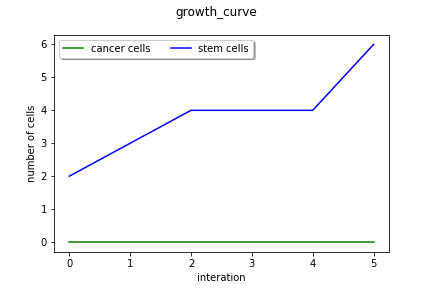 growth_curve
cancer cells stem cells
6
5
4
3
2
1
0
number of cells
0 1 2 3 4 5
interation